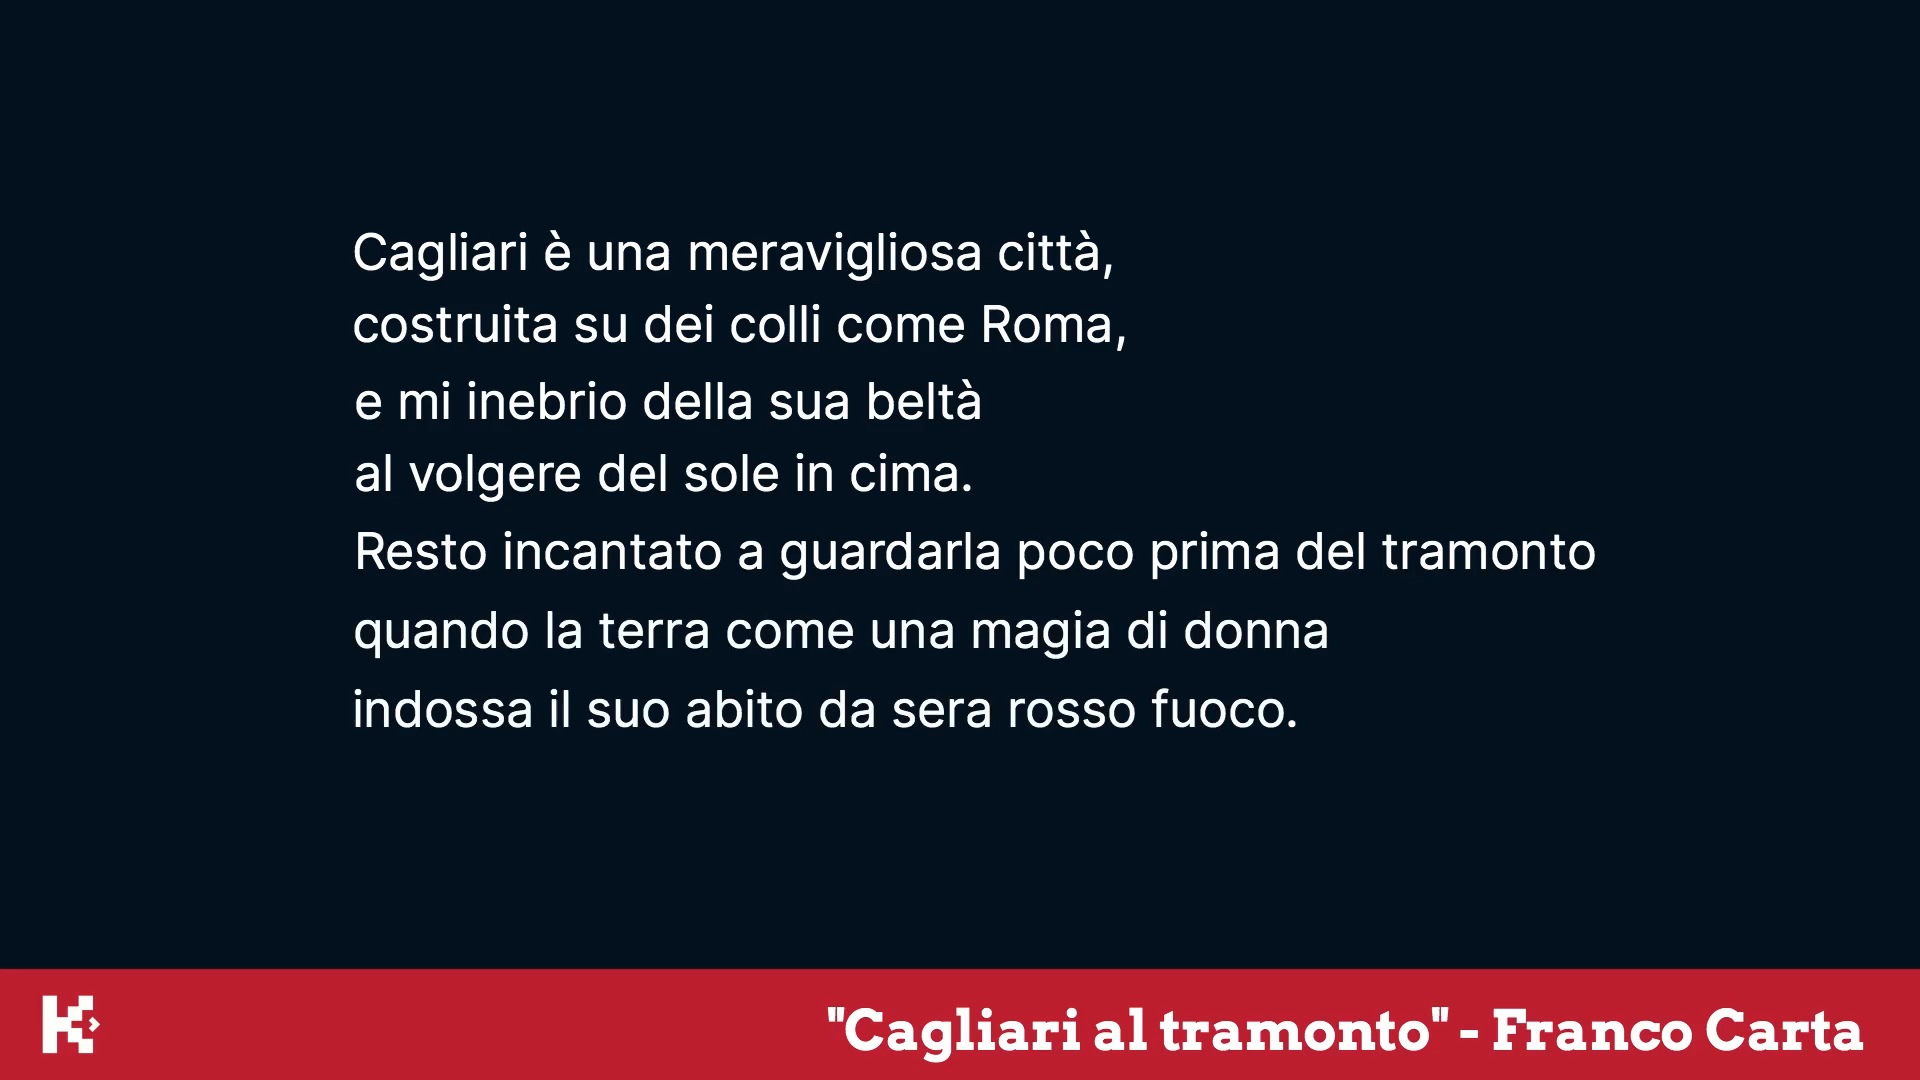 Cagliari è una meravigliosa città,
costruita su dei colli come Roma,
e mi inebrio della sua beltà
al volgere del sole in cima.
Resto incantato a guardarla poco prima del tramonto
quando la terra come una magia di donna
indossa il suo abito da sera rosso fuoco.
"Cagliari al tramonto" - Franco Carta